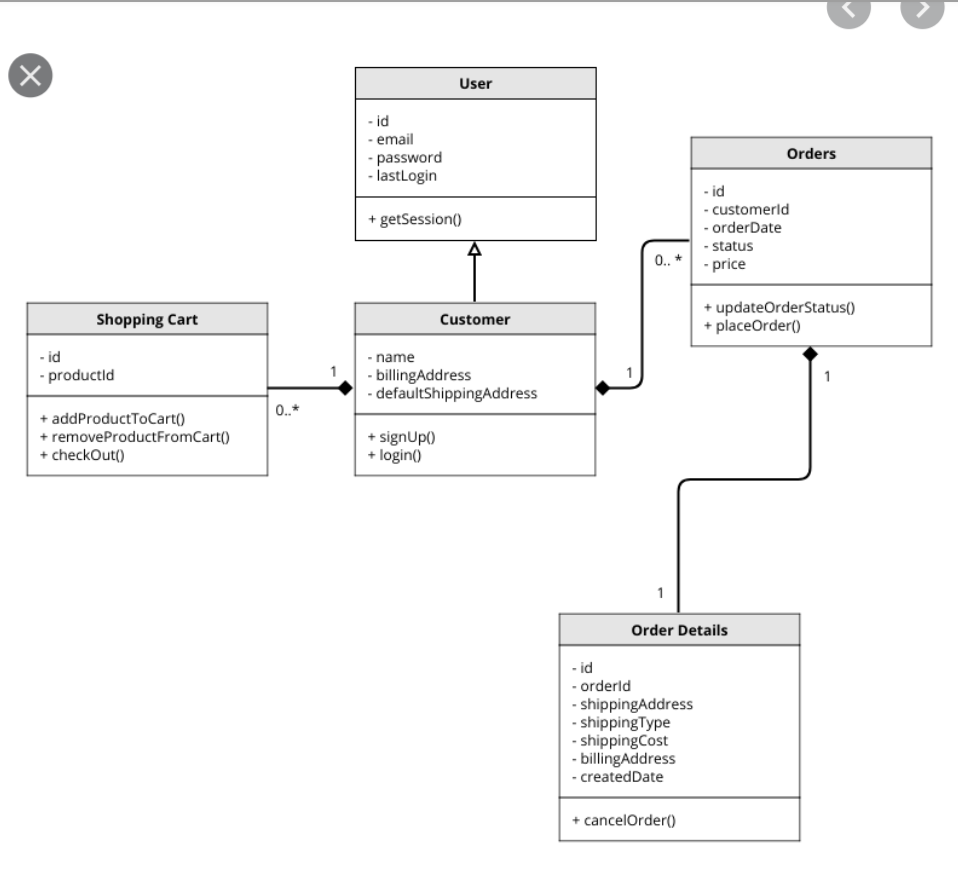 User
- id
- email
- password
- lastLogin
+ getSession()
Orders
- id
- customerId
- orderDate
- status
- price
+ updateOrderStatus()
+ placeOrder()
0.. *
1
1
Shopping Cart
- id
- productId
+ addProductToCart()
+ removeProductFromCart()
+ checkOut()
1
0..*
Customer
- name
- billingAddress
- defaultShippingAddress
+ signUp()
+ login()
1
Order Details
- id
- orderId
- shippingAddress
- shippingType
- shippingCost
- billingAddress
- createdDate
+ cancelOrder()